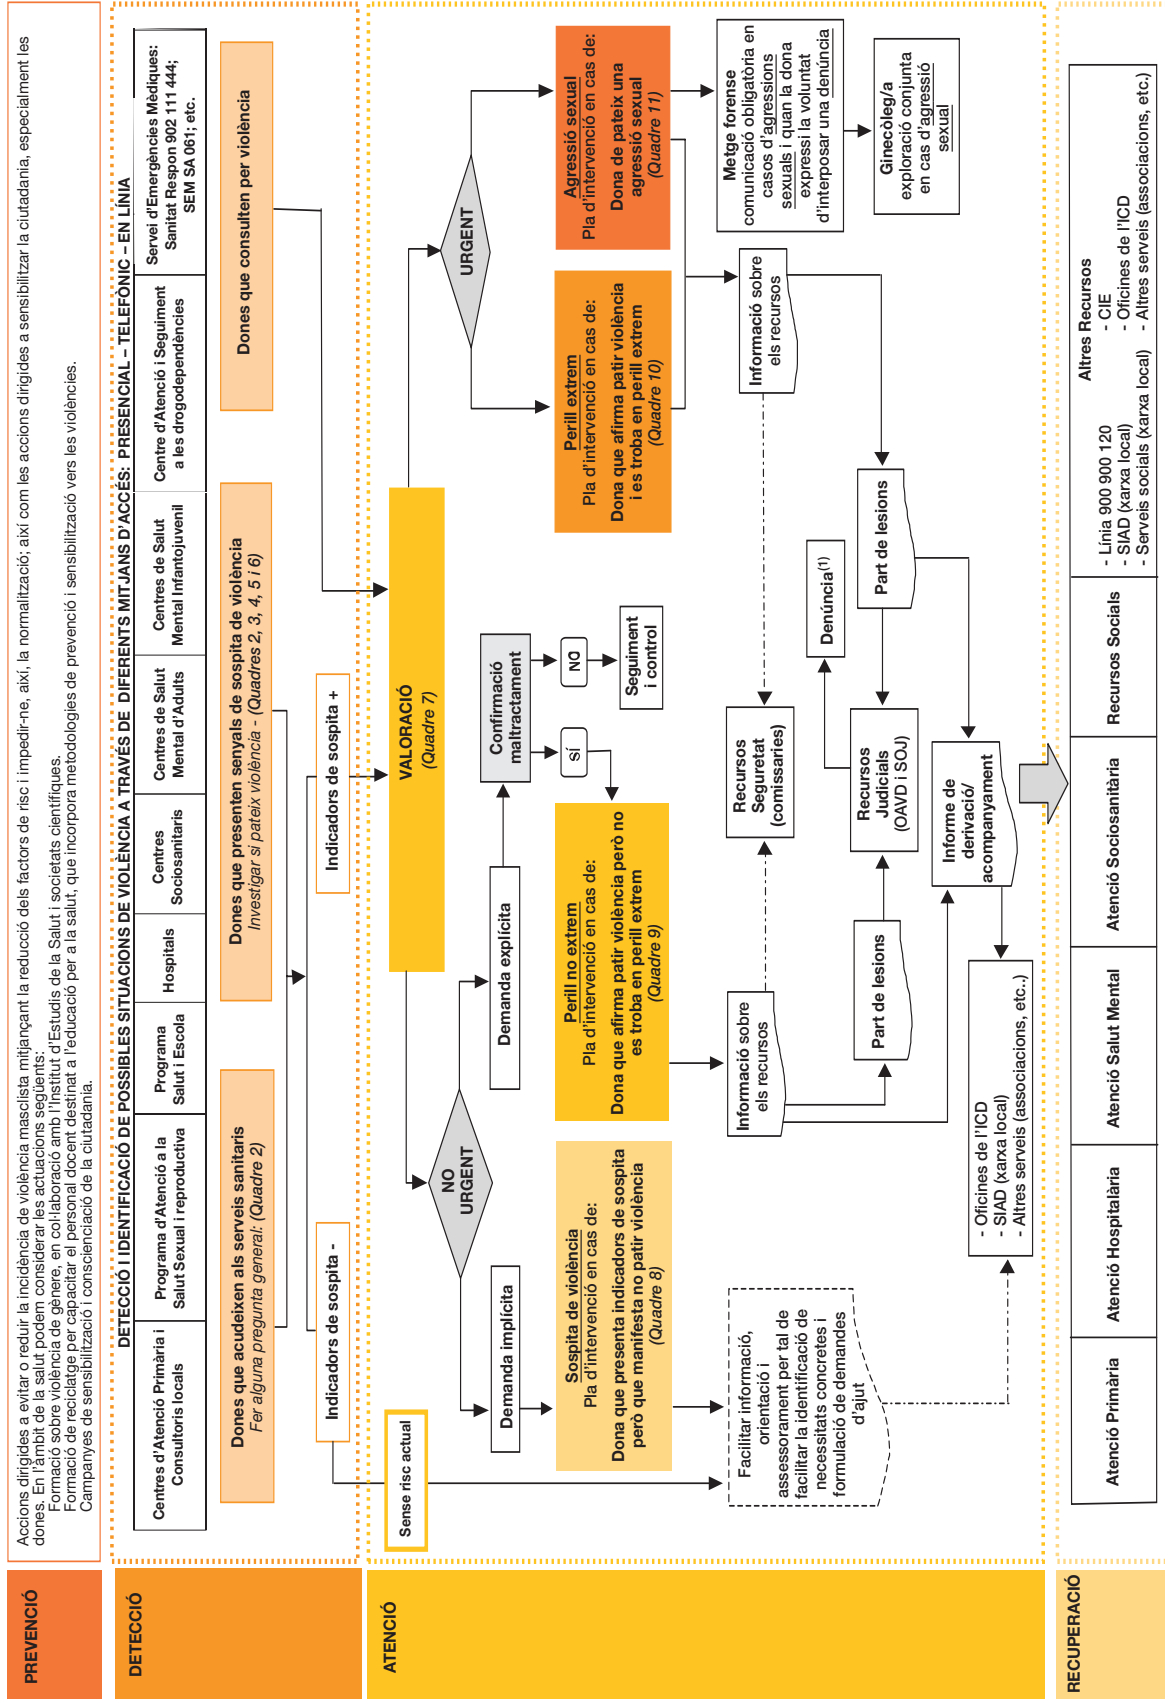 PREVENCIÓ
Accions dirigides a evitar o reduir la incidència de violència masclista mitjançant la reducció dels factors de risc i impedir-ne, així, la normalització; així com les accions dirigides a sensibilitzar la ciutadania, especialment les
dones. En l'àmbit de la salut podem considerar les actuacions següents:
Formació sobre violència de gènere, en col·laboració amb l'Institut d'Estudis de la Salut i societats científiques.
Formació de reciclatge per capacitar el personal docent destinat a l'educació per a la salut, que incorpora metodologies de prevenció i sensibilització vers les violències.
Campanyes de sensibilització i conscienciació de la ciutadania.
DETECCIÓ
DETECCIÓ I IDENTIFICACIÓ DE POSSIBLES SITUACIONS DE VIOLÈNCIA A TRAVÉS DE DIFERENTS MITJANS D'ACCÉS: PRESENCIAL – TELEFÒNIC – EN LÍNIA
Centres d'Atenció Primària i
Consultoris locals
Programa d'Atenció a la
Salut Sexual i reproductiva
Programa
Salut i Escola
Hospitals
Centres
Sociosanitaris
Centres de Salut
Mental d'Adults
Centres de Salut
Mental Infantojuvenil
Centre d'Atenció i Seguiment
a les drogodependències
Servei d'Emergències Mèdiques:
Sanitat Respon 902 111 444;
SEM SA 061; etc.
Dones que acudeixen als serveis sanitaris
Fer alguna pregunta general: (Quadre 2)
Dones que presenten senyals de sospita de violència
Investigar si pateix violència - (Quadres 2, 3, 4, 5 i 6)
Dones que consulten per violència
Indicadors de sospita -
Indicadors de sospita +
ATENCIÓ
Sense risc actual
VALORACIÓ
(Quadre 7)
NO
URGENT
URGENT
Demanda implícita
Demanda explícita
Confirmació
maltractament
SÍ
NO
Seguiment
i control
Sospita de violència
Pla d'intervenció en cas de:
Dona que presenta indicadors de sospita
però que manifesta no patir violència
(Quadre 8)
Perill no extrem
Pla d'intervenció en cas de:
Dona que afirma patir violència però no
es troba en perill extrem
(Quadre 9)
Perill extrem
Pla d'intervenció en cas de:
Dona que afirma patir violència
i es troba en perill extrem
(Quadre 10)
Agressió sexual
Pla d'intervenció en cas de:
Dona de pateix una
agressió sexual
(Quadre 11)
Facilitar informació,
orientació i
assessorament per tal de
facilitar la identificació de
necessitats concretes i
formulació de demandes
d'ajut
Informació sobre
els recursos
Recursos
Seguretat
(comissaries)
Informació sobre
els recursos
Metge forense
comunicació obligatòria en
casos d'agressions
sexuals i quan la dona
expressi la voluntat
d'interposar una denúncia
Ginecòleg/a
exploració conjunta
en cas d'agressió
sexual
Part de lesions
Recursos
Judicials
(OAVD i SOJ)
Denúncia(1)
Part de lesions
Informe de
derivació/
acompanyament
- Oficines de l'ICD
- SIAD (xarxa local)
- Altres serveis (associacions, etc..)
RECUPERACIÓ
Atenció Primària
Atenció Hospitalària
Atenció Salut Mental
Atenció Sociosanitària
Recursos Socials
Altres Recursos
- Línia 900 900 120
- SIAD (xarxa local)
- Serveis socials (xarxa local)
- CIE
- Oficines de l'ICD
- Altres serveis (associacions, etc.)